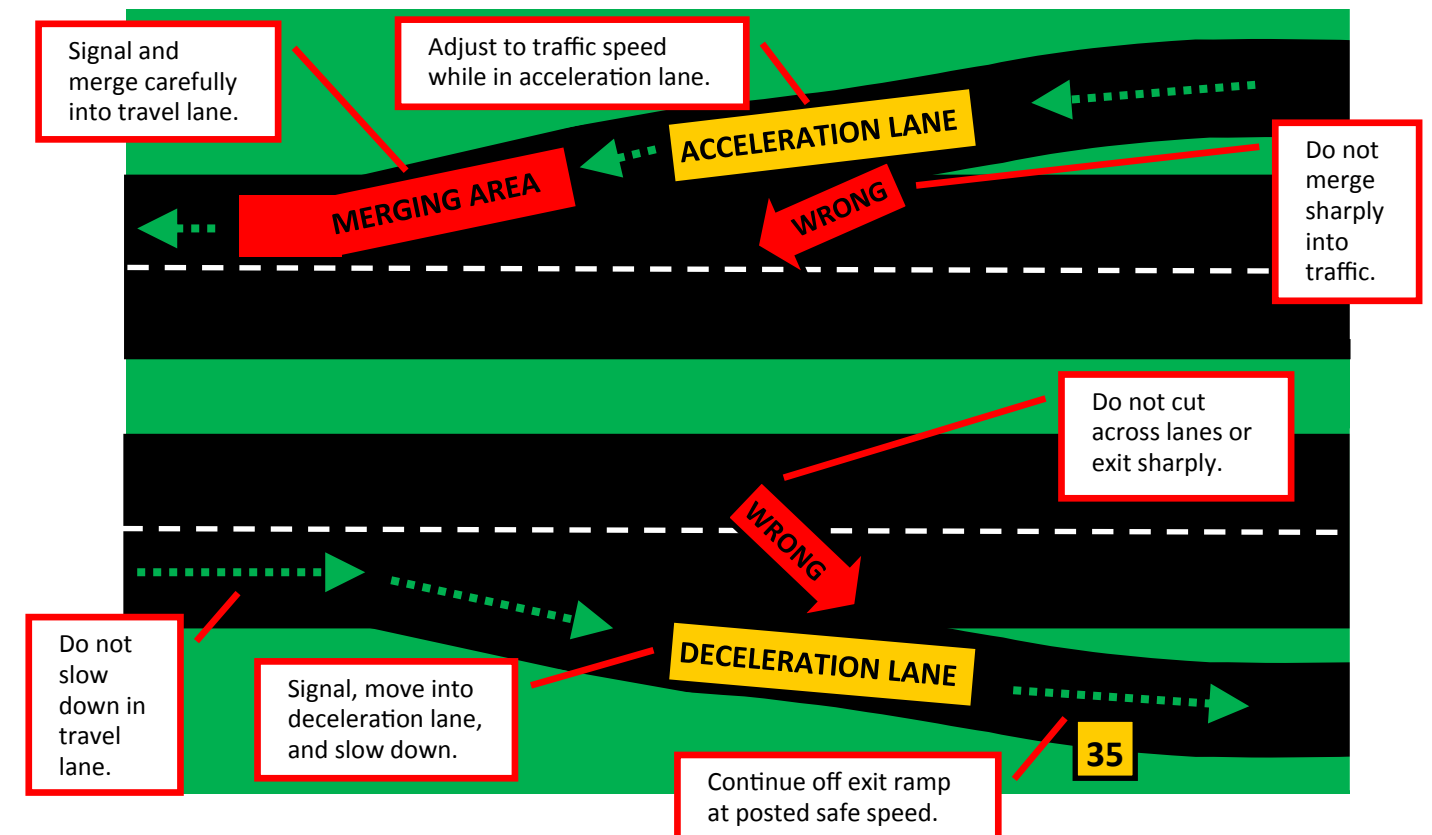 Signal and
merge carefully
into travel lane.
Adjust to traffic speed
while in acceleration lane.
ACCELERATION LANE
MERGING AREA
WRONG
Do not
merge
sharply
into
traffic.
Do not cut
across lanes or
exit sharply.
WRONG
Do not
slow
down in
travel
lane.
Signal, move into
deceleration lane,
and slow down.
DECELERATION LANE
35
Continue off exit ramp
at posted safe speed.